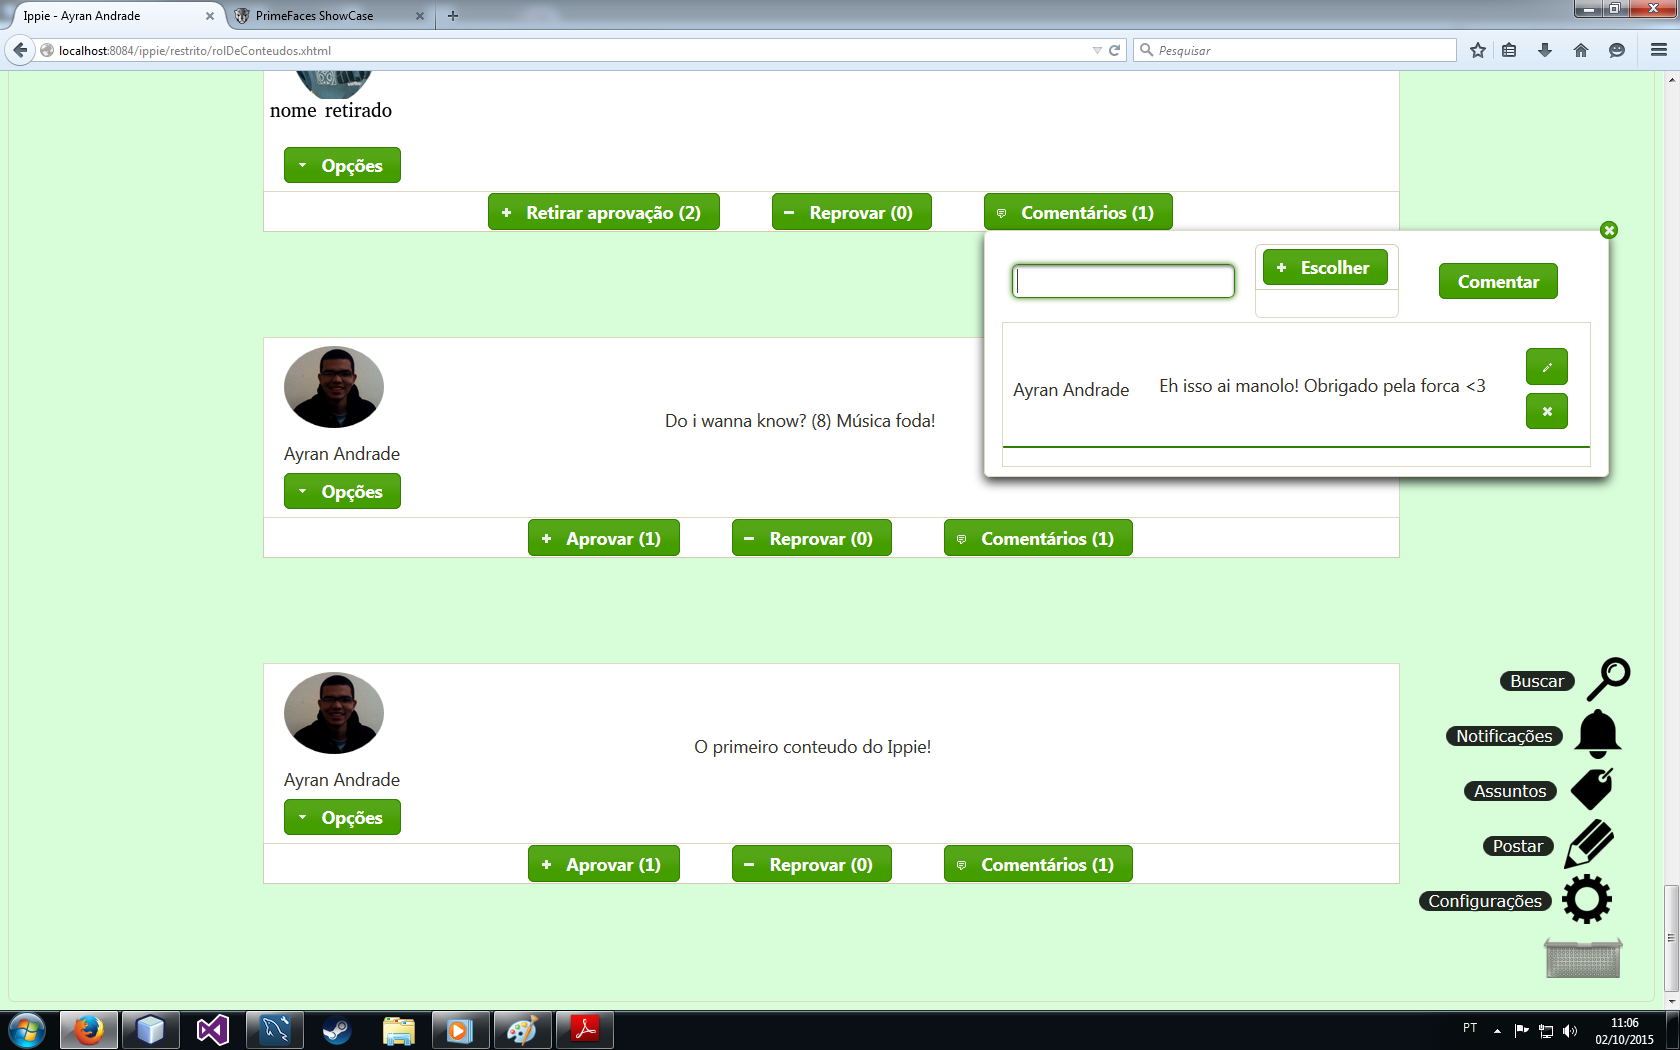 Ippie - Ayran Andrade
PrimeFaces ShowCase
localhost:8084/ippie/restrito/rolDeConteudos.xhtml
Pesquisar
nome retirado
Opções
Retirar aprovação (2)
Reprovar (0)
Comentários (1)
Escolher
Comentar
Ayran Andrade
Eh isso ai manolo! Obrigado pela forca <3
Do i wanna know? (8) Música foda!
Ayran Andrade
Opções
Aprovar (1)
Reprovar (0)
Comentários (1)
O primeiro conteudo do Ippie!
Ayran Andrade
Opções
Aprovar (1)
Reprovar (0)
Comentários (1)
Buscar
Notificações
Assuntos
Postar
Configurações
PT
11:06
02/10/2015